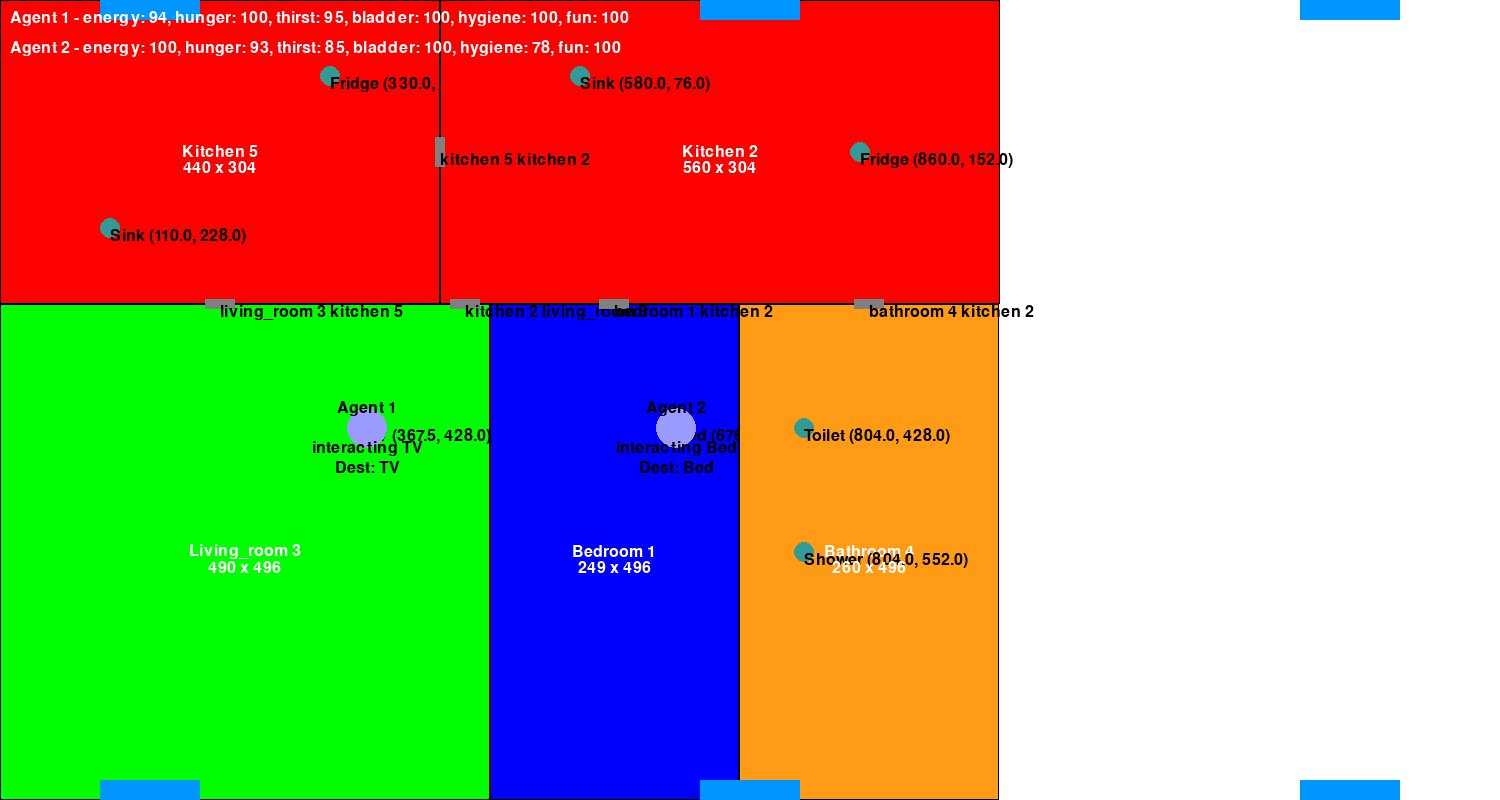 Agent 1 - energy: 94, hunger: 100, thirst: 95, bladder: 100, hygiene: 100, fun: 100
Agent 2 - energy: 100, hunger: 93, thirst: 85, bladder: 100, hygiene: 78, fun: 100
Fridge (330.0,
Sink (580.0, 76.0)
Kitchen 5
440 x 304
kitchen 5 kitchen 2
Kitchen 2
560 x 304
Fridge (860.0, 152.0)
Sink (110.0, 228.0)
living_room 3 kitchen 5
kitchen 2 living_room
bedroom 1 kitchen 2
bathroom 4 kitchen 2
Agent 1
(367.5, 428.0)
interacting TV
Dest: TV
Agent 2
interacting Bed
Dest: Bed
Toilet (804.0, 428.0)
Living_room 3
490 x 496
Bedroom 1
249 x 496
Bathroom 4
260 x 496
Shower (804.0, 552.0)